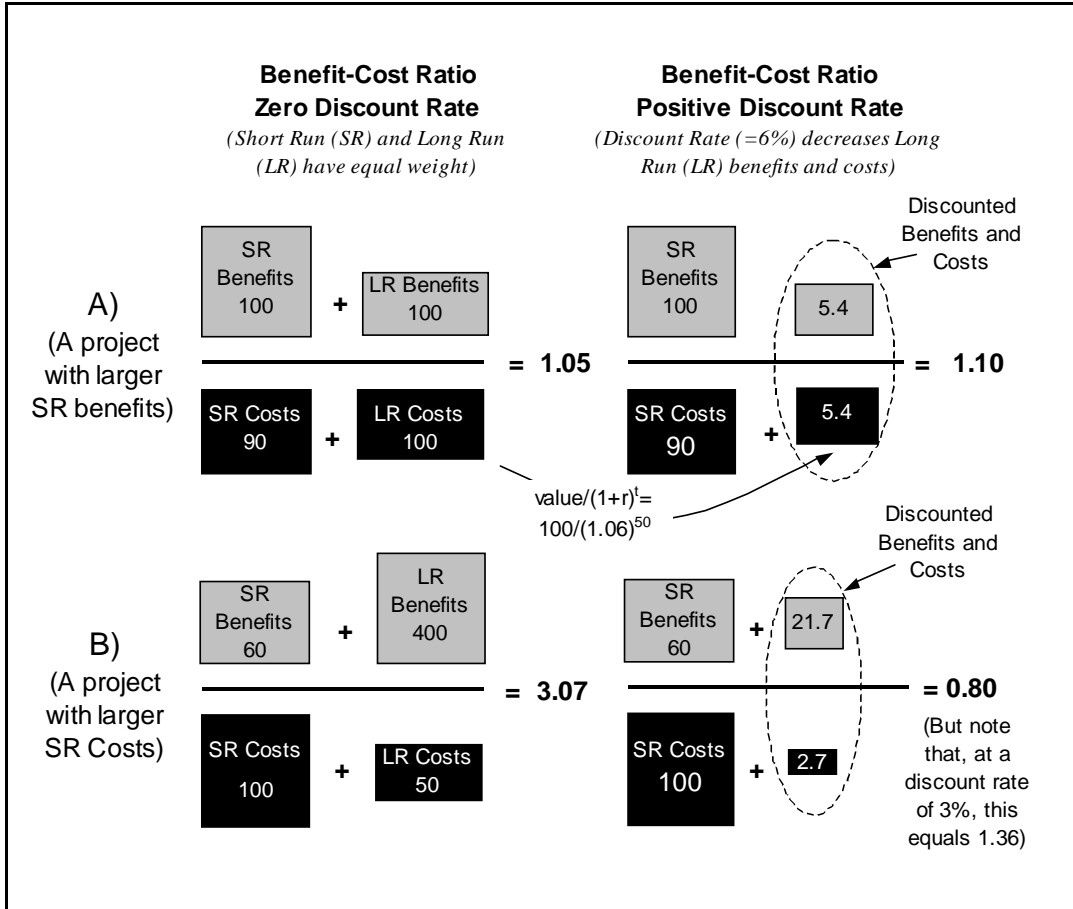 Benefit-Cost Ratio
Zero Discount Rate
(Short Run (SR) and Long Run
(LR) have equal weight)
Benefit-Cost Ratio
Positive Discount Rate
(Discount Rate (=6%) decreases Long
Run (LR) benefits and costs)
Discounted
Benefits and
Costs
A)
(A project
with larger
SR benefits)
SR
Benefits
100
+
LR Benefits
100
SR Costs
90
+
LR Costs
100
= 1.05
SR
Benefits
100
5.4
SR Costs
90
+
5.4
= 1.10
value/(1+r)^t=
100/(1.06)^50
Discounted
Benefits and
Costs
B)
(A project
with larger
SR Costs)
SR
Benefits
60
+
LR
Benefits
400
SR Costs
100
+
LR Costs
50
= 3.07
SR
Benefits
60
+
21.7
SR Costs
100
+
2.7
= 0.80
(But note
that, at a
discount rate
of 3%, this
equals 1.36)